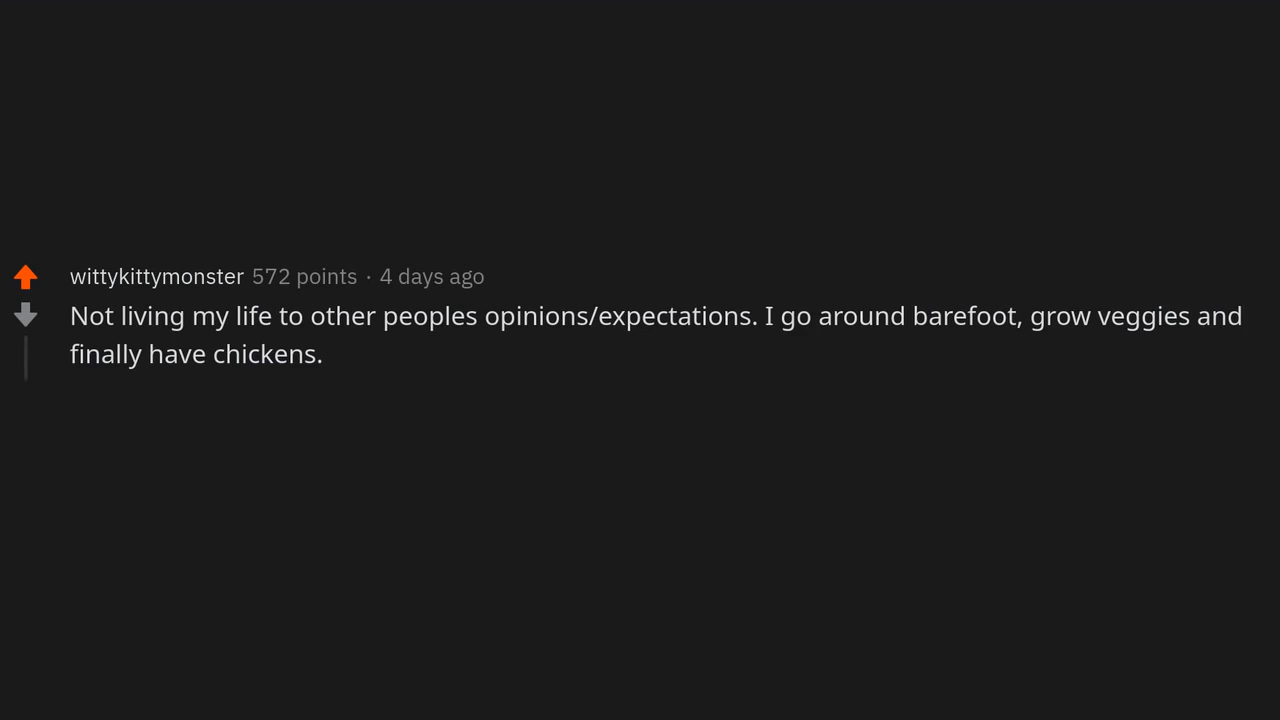 wittykittymonster 572 points · 4 days ago
Not living my life to other peoples opinions/expectations. I go around barefoot, grow veggies and
finally have chickens.